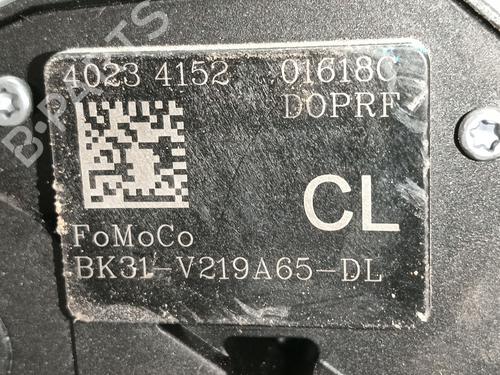 4023 4152 01618C
DOPRF
CL
FoMoCo
BK31-V219A65-DL
B-PARTS